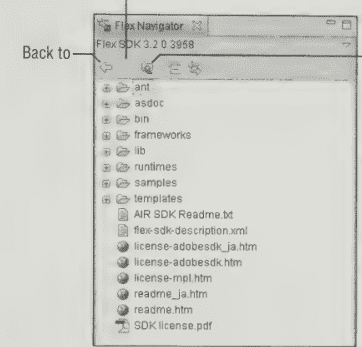 Flex Navigator
Flex SDK 3.2.0.3958
Back to
ant
asdoc
bin
frameworks
lib
runtimes
samples
templates
AIR SDK Readme.txt
flex-sdk-description.xml
license-adobesdk_ja.htm
license-adobesdk.htm
license-mpl.htm
readme_ja.htm
readme.htm
SDK license.pdf